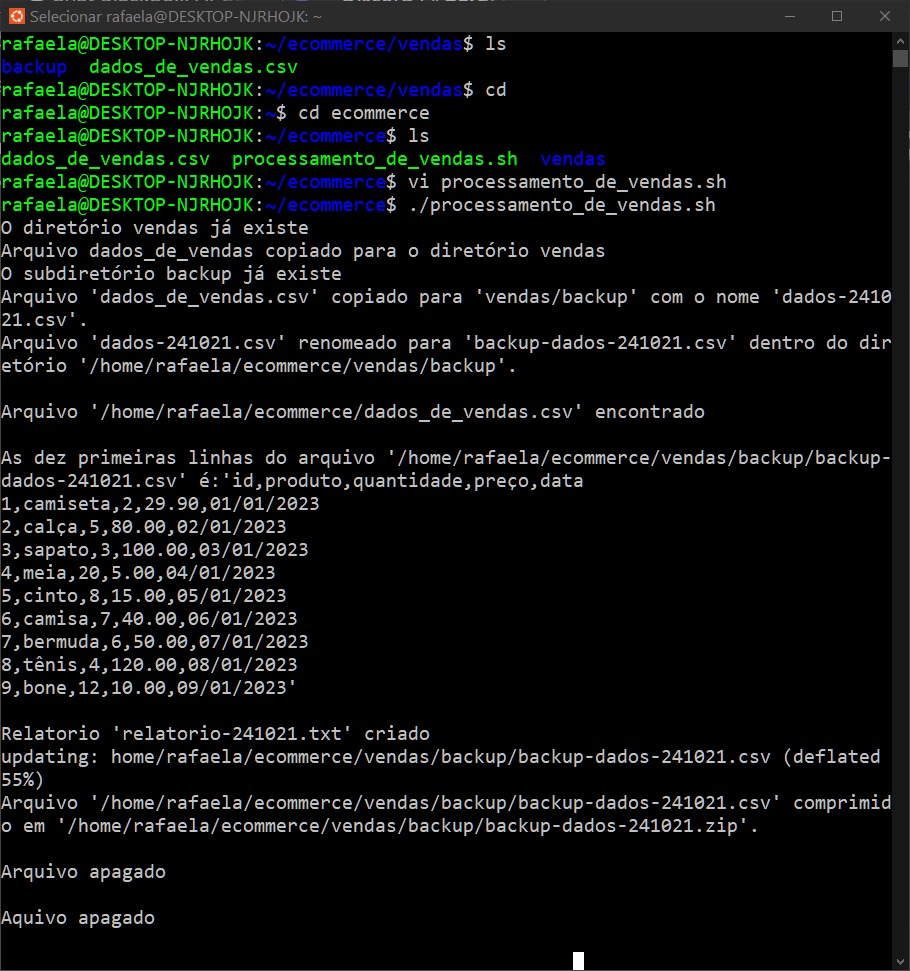 Selecionar rafaela@DESKTOP-NJRHOJK: ~
rafaela@DESKTOP-NJRHOJK:~/ecommerce/vendas$ ls
backup  dados_de_vendas.csv
rafaela@DESKTOP-NJRHOJK:~/ecommerce/vendas$ cd
rafaela@DESKTOP-NJRHOJK:~$ cd ecommerce
rafaela@DESKTOP-NJRHOJK:~/ecommerce$ ls
dados_de_vendas.csv  processamento_de_vendas.sh  vendas
rafaela@DESKTOP-NJRHOJK:~/ecommerce$ vi processamento_de_vendas.sh
rafaela@DESKTOP-NJRHOJK:~/ecommerce$ ./processamento_de_vendas.sh
O diretório vendas já existe
Arquivo dados_de_vendas copiado para o diretório vendas
O subdiretório backup já existe
Arquivo 'dados_de_vendas.csv' copiado para 'vendas/backup' com o nome 'dados-2410
21.csv'.
Arquivo 'dados-241021.csv' renomeado para 'backup-dados-241021.csv' dentro do dir
etório '/home/rafaela/ecommerce/vendas/backup'.
Arquivo '/home/rafaela/ecommerce/dados_de_vendas.csv' encontrado
As dez primeiras linhas do arquivo '/home/rafaela/ecommerce/vendas/backup/backup-
dados-241021.csv' é:'id,produto,quantidade,preço,data
1,camiseta,2,29.90,01/01/2023
2,calça,5,80.00,02/01/2023
3,sapato,3,100.00,03/01/2023
4,meia,20,5.00,04/01/2023
5,cinto,8,15.00,05/01/2023
6,camisa,7,40.00,06/01/2023
7,bermuda,6,50.00,07/01/2023
8,tênis,4,120.00,08/01/2023
9,bone,12,10.00,09/01/2023'
Relatorio 'relatorio-241021.txt' criado
updating: home/rafaela/ecommerce/vendas/backup/backup-dados-241021.csv (deflated
55%)
Arquivo '/home/rafaela/ecommerce/vendas/backup/backup-dados-241021.csv' comprimid
o em '/home/rafaela/ecommerce/vendas/backup/backup-dados-241021.zip'.
Arquivo apagado
Aquivo apagado